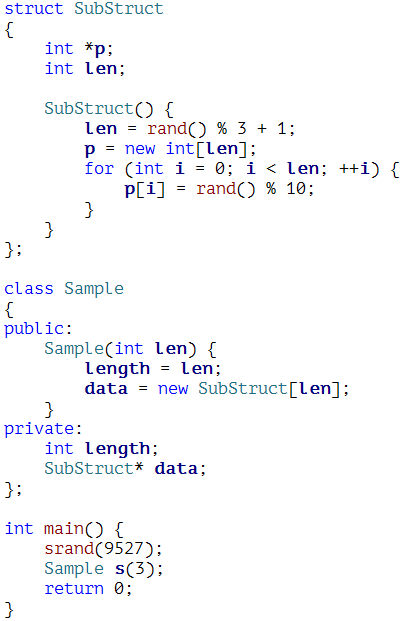 struct SubStruct
{
    int *p;
    int len;

    SubStruct() {
        len = rand() % 3 + 1;
        p = new int[len];
        for (int i = 0; i < len; ++i) {
            p[i] = rand() % 10;
        }
    }
};

class Sample
{
public:
    Sample(int len) {
        length = len;
        data = new SubStruct[len];
    }
private:
    int length;
    SubStruct* data;
};

int main() {
    srand(9527);
    Sample s(3);
    return 0;
}